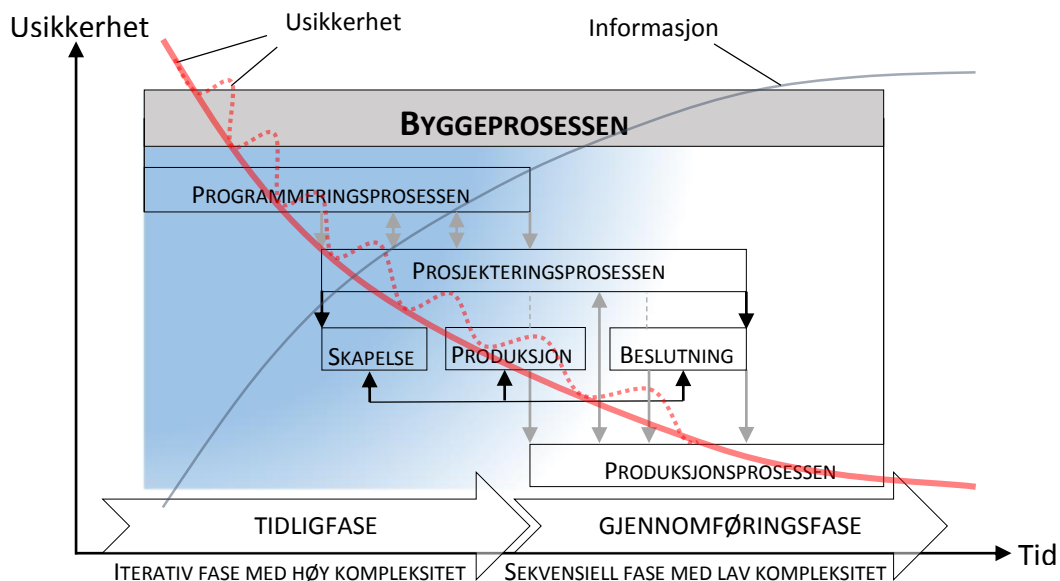 Usikkerhet
Usikkerhet
Informasjon
BYGGEPROSESSEN
PROGRAMMERINGSPROSESSEN
PROSJEKTERINGSPROSESSEN
SKAPELSE
PRODUKSJON
BESLUTNING
PRODUKSJONSPROSESSEN
TIDLIGFASE
GJENNOMFØRINGSFASE
Tid
ITERATIV FASE MED HØY KOMPLEKSITET
SEKVENSIELL FASE MED LAV KOMPLEKSITET